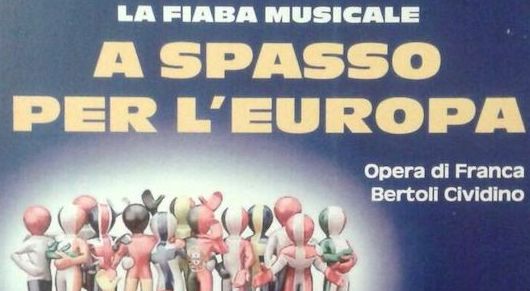 LA FIABA MUSICALE
A SPASSO
PER L'EUROPA
Opera di Franca
Bertoli Cividino